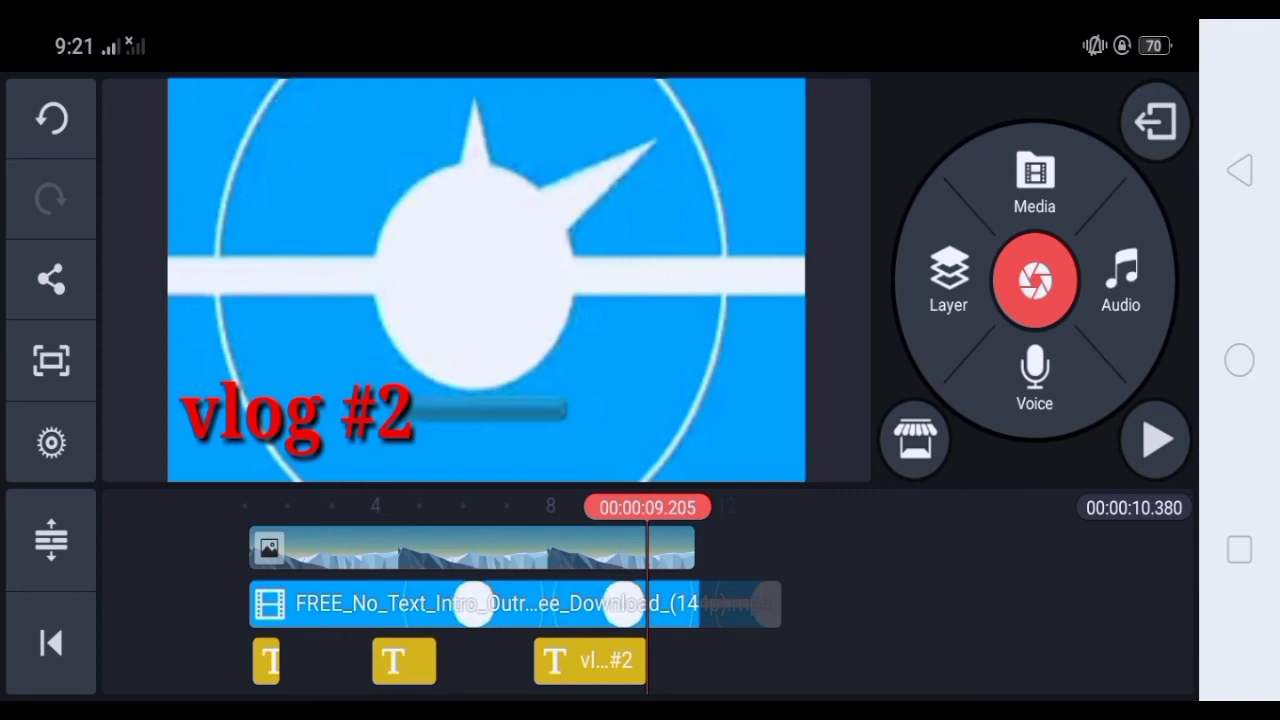 9:21
70
Media
Layer
Audio
Voice
vlog #2
4
8
00:00:09.205
12
00:00:10.380
FREE_No_Text_Intro_Outr...ee_Download_(144p).m
T
T
T vl...#2